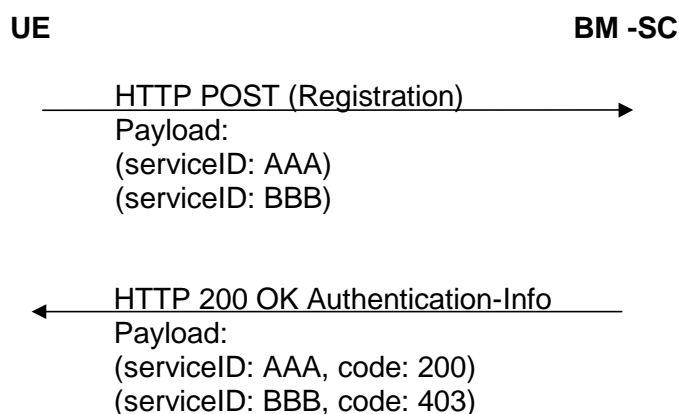 UE
BM -SC
HTTP POST (Registration)
Payload:
(serviceID: AAA)
(serviceID: BBB)
HTTP 200 OK Authentication-Info
Payload:
(serviceID: AAA, code: 200)
(serviceID: BBB, code: 403)